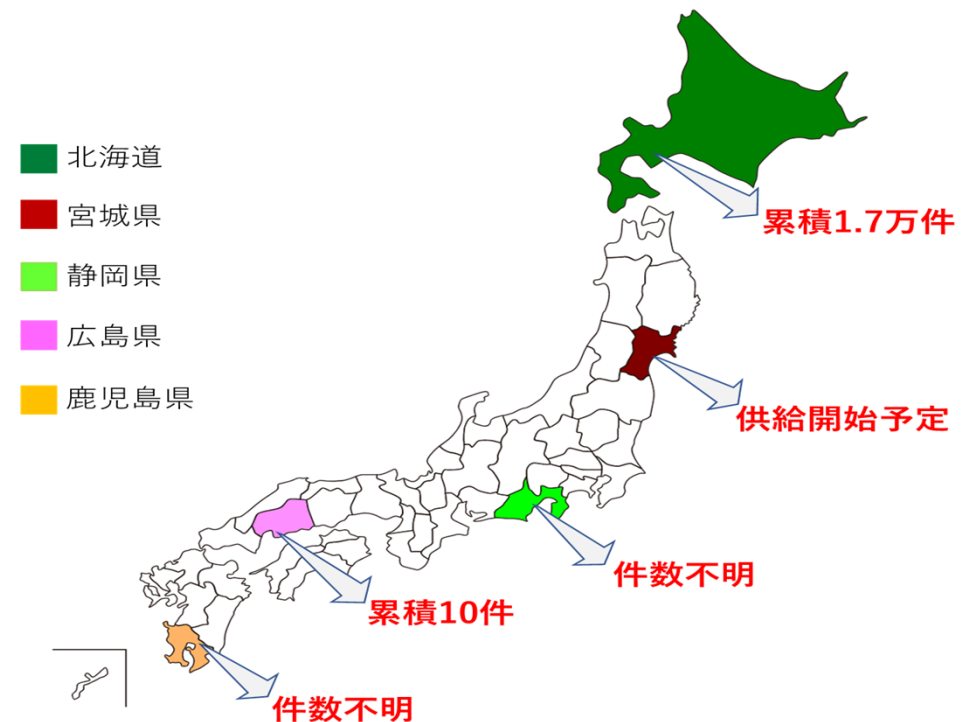 北海道
宮城県
静岡県
広島県
鹿児島県
累積1.7万件
供給開始予定
件数不明
累積10件
件数不明